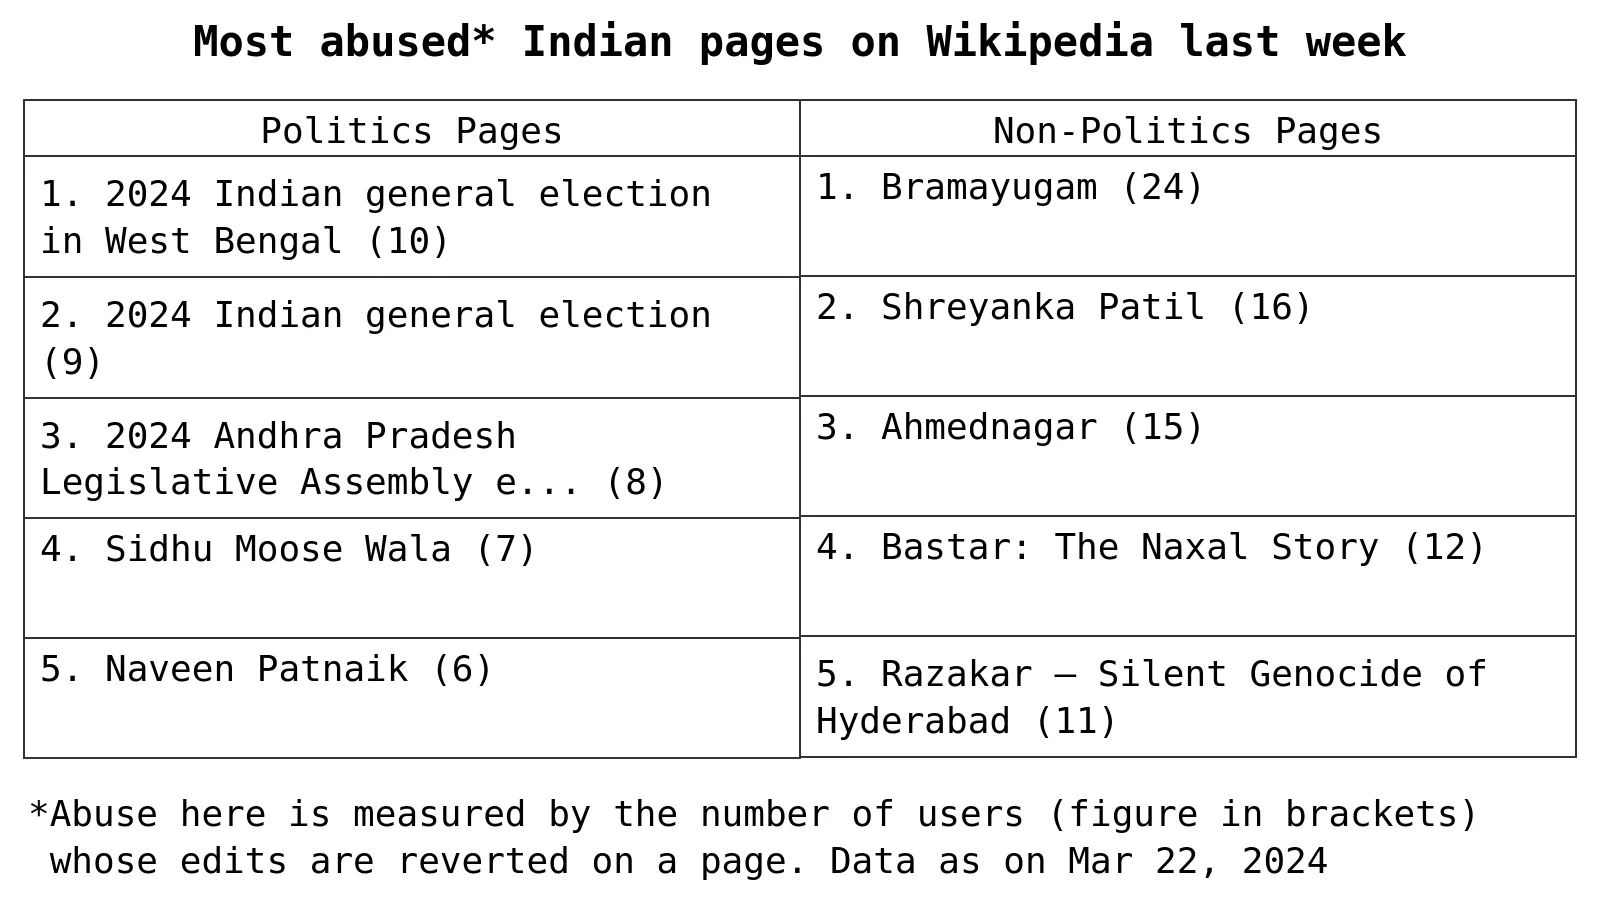 Most abused* Indian pages on Wikipedia last week
Politics Pages
Non-Politics Pages
1. 2024 Indian general election
in West Bengal (10)
1. Bramayugam (24)
2. 2024 Indian general election
(9)
2. Shreyanka Patil (16)
3. 2024 Andhra Pradesh
Legislative Assembly e... (8)
3. Ahmednagar (15)
4. Sidhu Moose Wala (7)
4. Bastar: The Naxal Story (12)
5. Naveen Patnaik (6)
5. Razakar – Silent Genocide of
Hyderabad (11)
*Abuse here is measured by the number of users (figure in brackets)
whose edits are reverted on a page. Data as on Mar 22, 2024